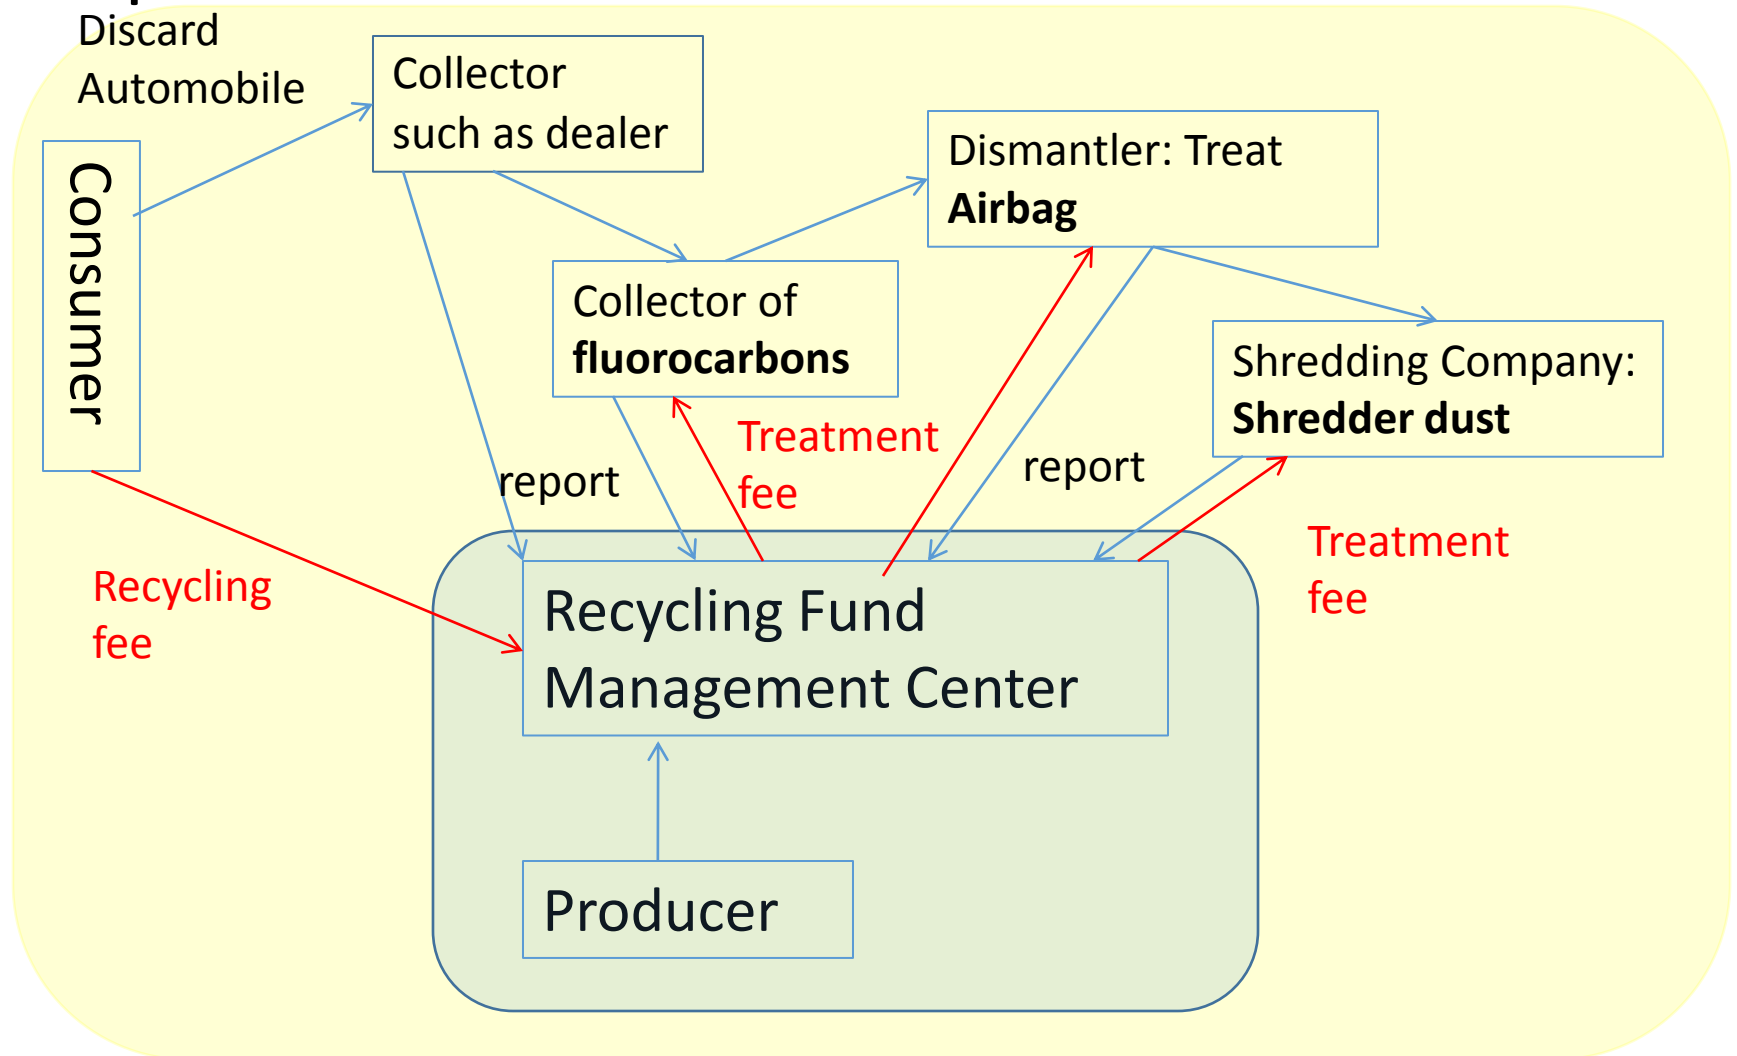 Discard
Automobile
Collector
such as dealer
Dismantler: Treat
Airbag
Consumer
Collector of
fluorocarbons
Shredding Company:
Shredder dust
Treatment
fee
report
report
Treatment
fee
Recycling
fee
Recycling Fund
Management Center
Producer